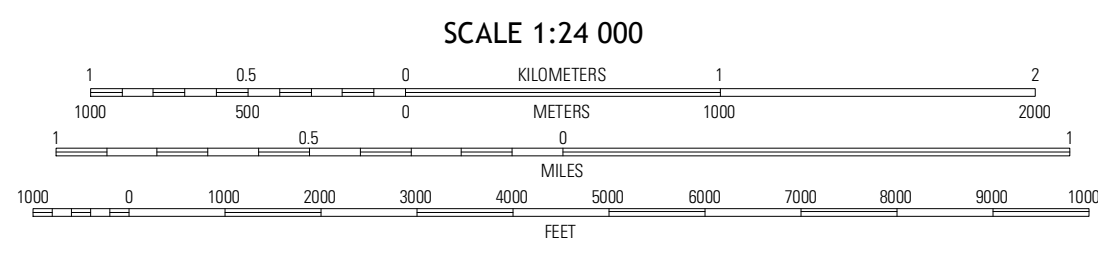 SCALE 1:24 000
1 0.5 0 KILOMETERS 1 2
1000 500 0 METERS 1000 2000
1 0.5 0 1
MILES
1000 0 1000 2000 3000 4000 5000 6000 7000 8000 9000 1000
FEET